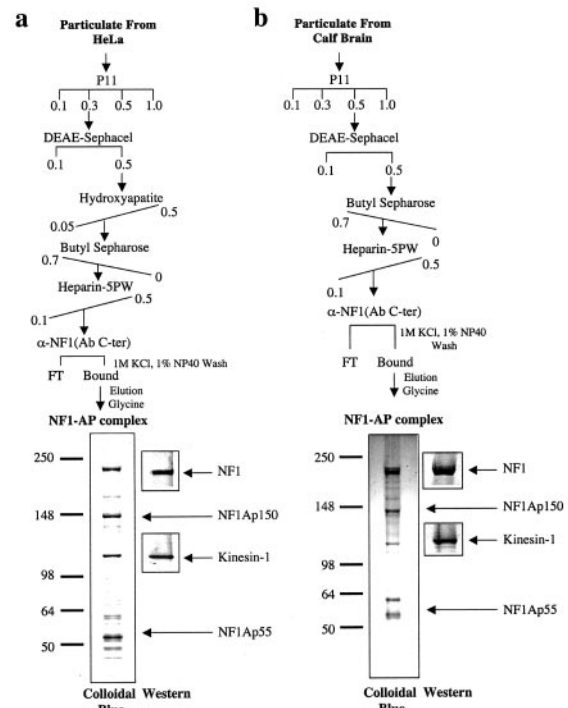 a
Particulate From
HeLa
P11
0.1 0.3 0.5 1.0
DEAE-Sephacel
0.1 0.5
Hydroxyapatite
0.05 0.5
Butyl Sepharose
0.7 0
Heparin-5PW
0.1 0.5
α-NF1(Ab C-ter)
1M KCl, 1% NP40 Wash
FT Bound
Elution
Glycine
NF1-AP complex
250
148
98
64
50
NF1
NF1Ap150
Kinesin-1
NF1Ap55
Colloidal Western
Blue
b
Particulate From
Calf Brain
P11
0.1 0.3 0.5 1.0
DEAE-Sephacel
0.1 0.5
Butyl Sepharose
0.7 0
Heparin-5PW
0.1 0.5
α-NF1(Ab C-ter)
1M KCl, 1% NP40
Wash
FT Bound
Elution
Glycine
NF1-AP complex
250
148
98
64
50
NF1
NF1Ap150
Kinesin-1
NF1Ap55
Colloidal Western
Blue